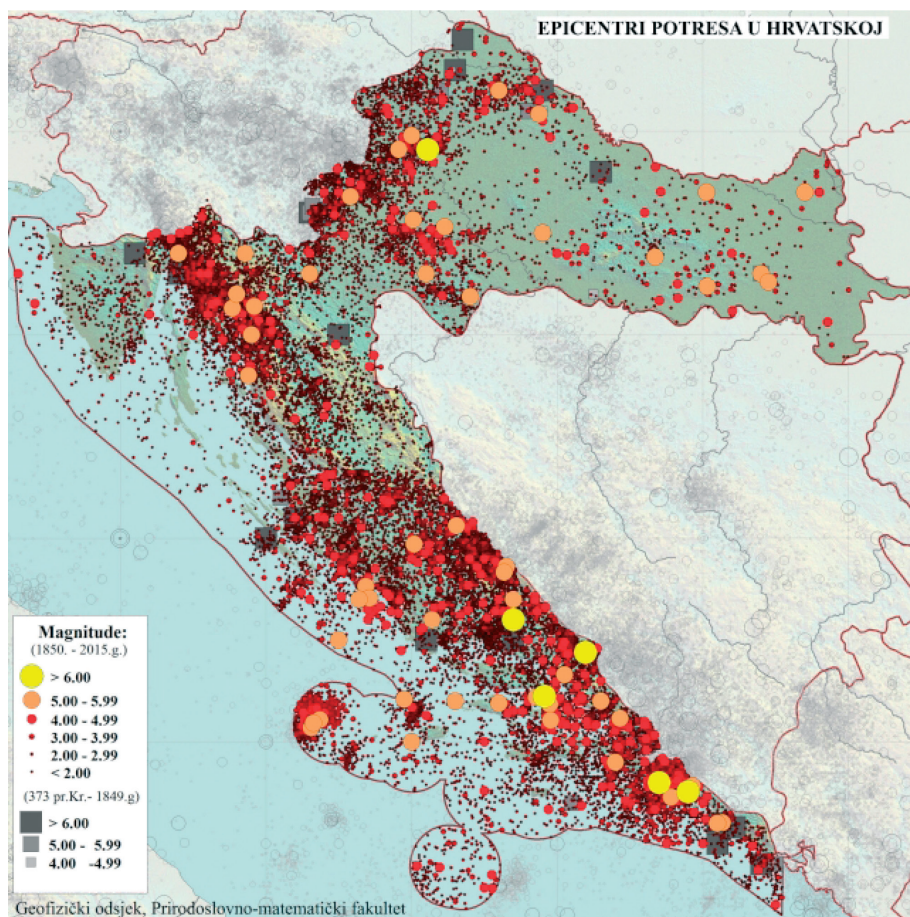 EPICENTRI POTRESA U HRVATSKOJ
Magnitude:
(1850. - 2015.g.)
> 6.00
5.00 - 5.99
4.00 - 4.99
3.00 - 3.99
2.00 - 2.99
< 2.00
(373 pr.Kr.- 1849.g)
> 6.00
5.00 - 5.99
4.00 -4.99
Geofizički odsjek, Prirodoslovno-matematički fakultet